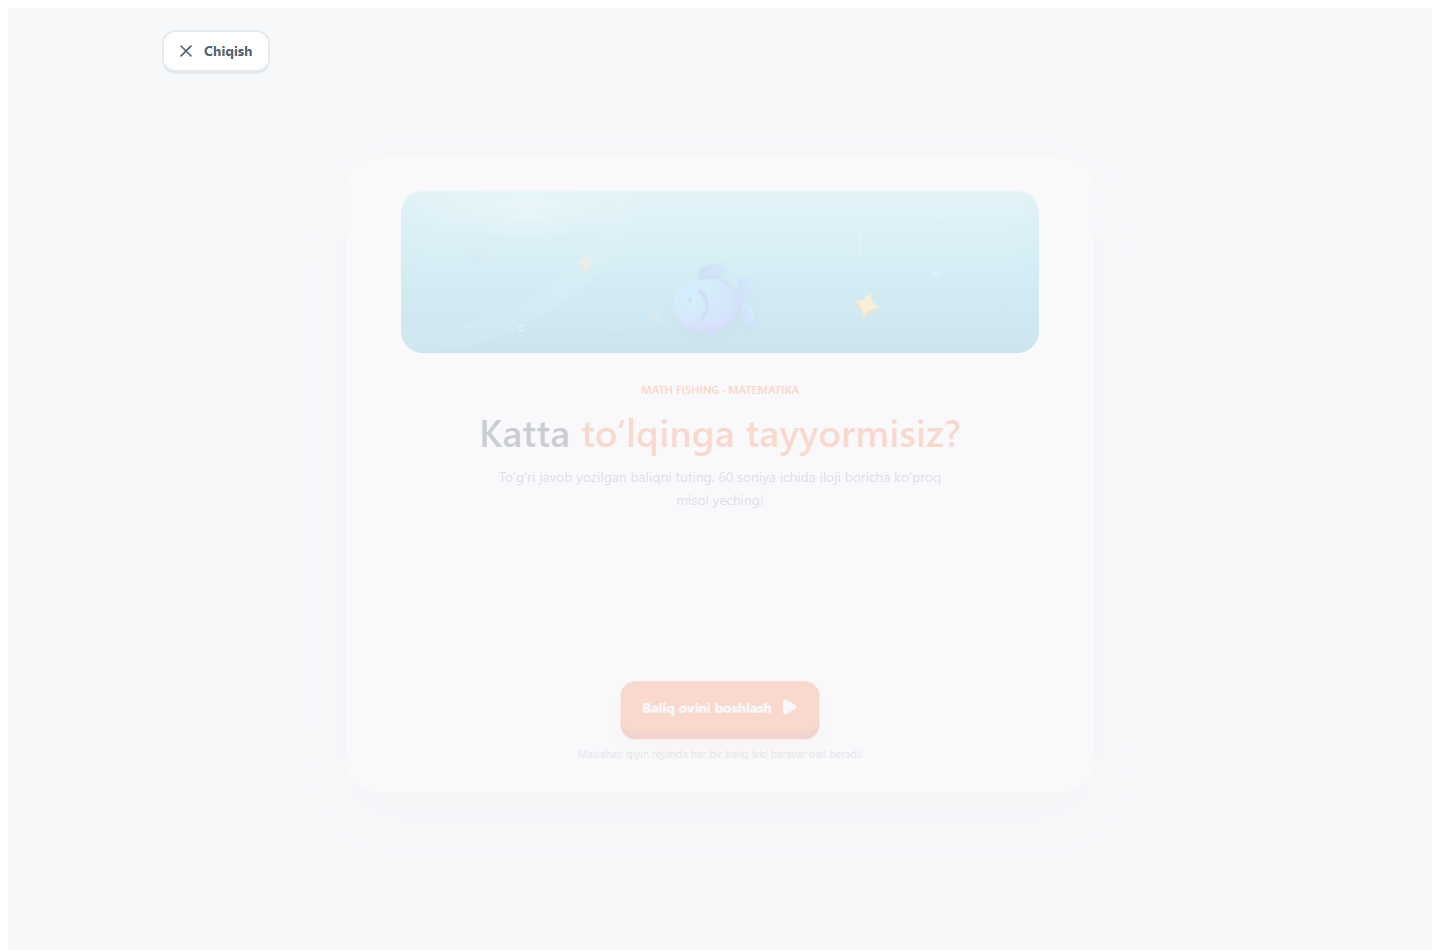 Chiqish
MATH FISHING · MATEMATIKA
Katta to‘lqinga tayyormisiz?
To‘g‘ri javob yozilgan baliqni tuting. 60 soniya ichida iloji boricha ko‘proq
misol yeching!
Baliq ovini boshlash
Maslahat: qiyin rejimda har bir baliq ikki baravar ball beradi!